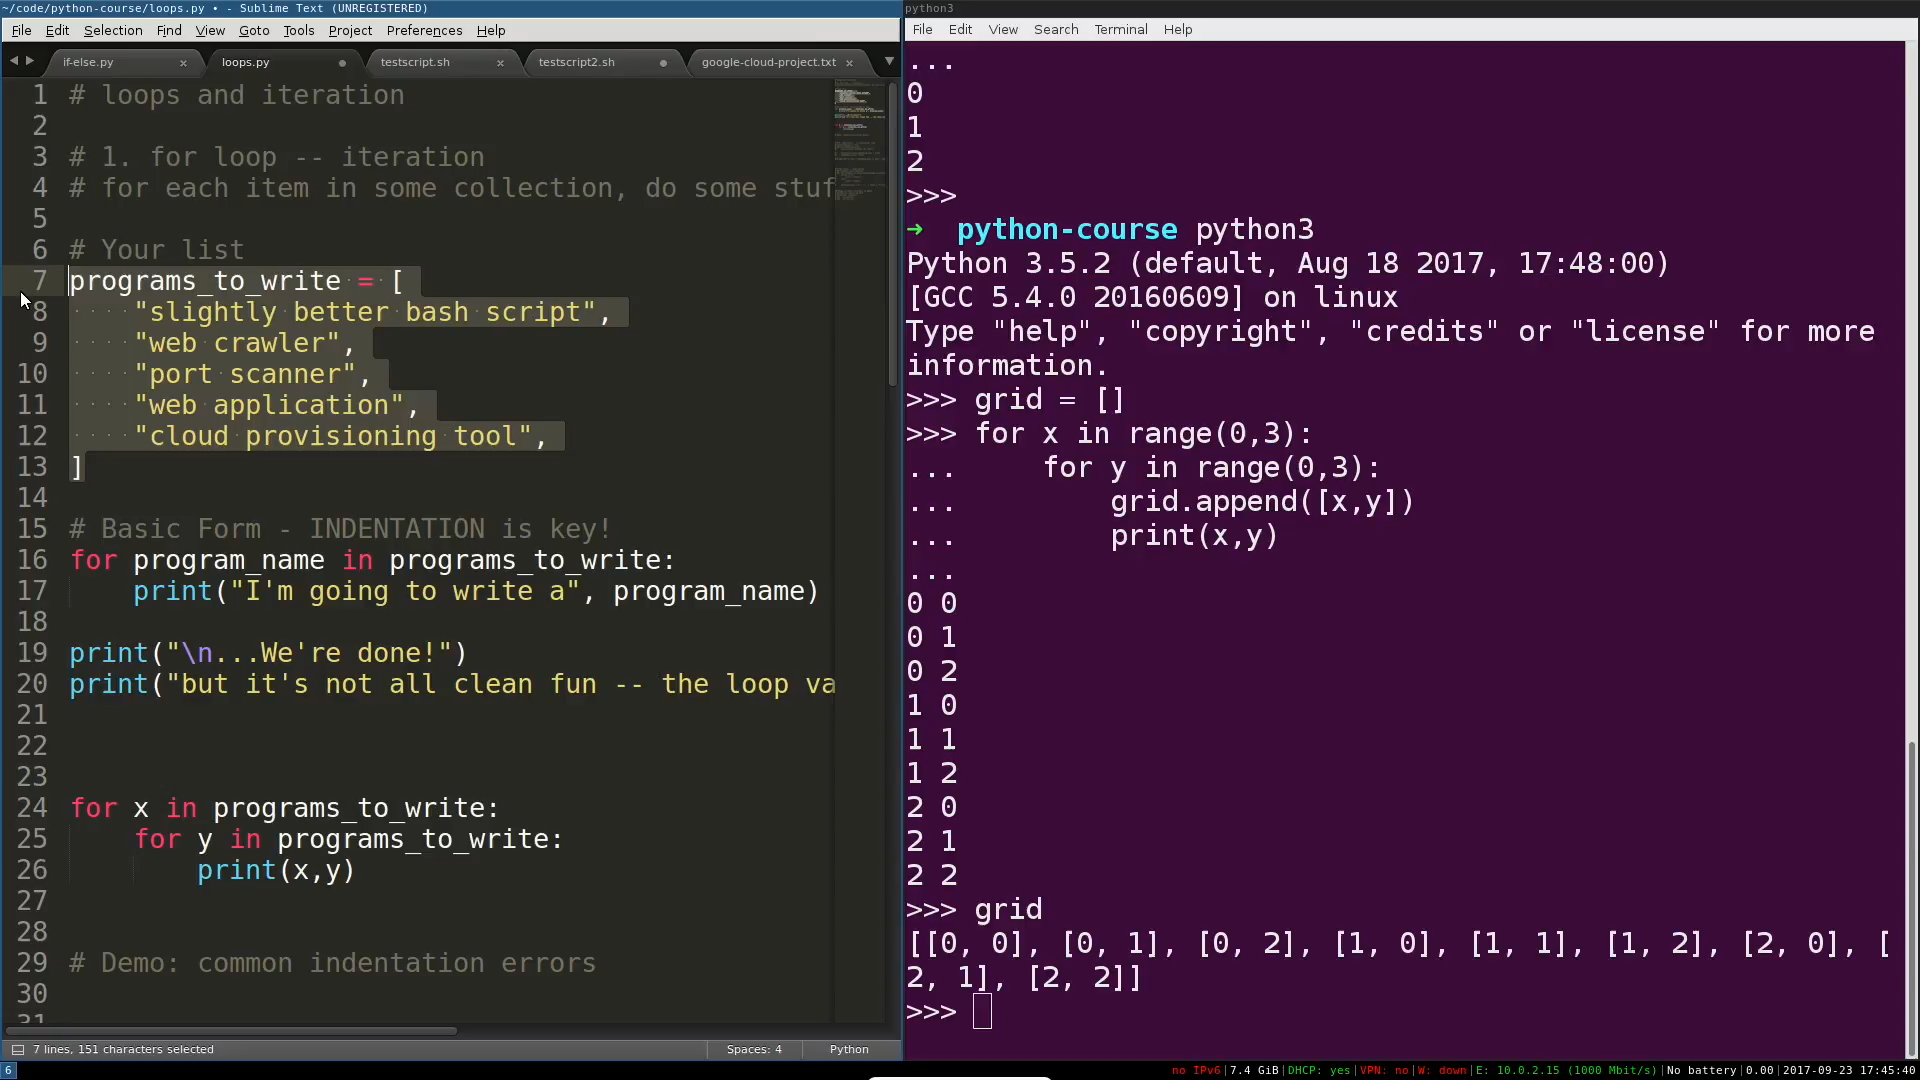 ~/code/python-course/loops.py • - Sublime Text (UNREGISTERED)
File Edit Selection Find View Goto Tools Project Preferences Help
if-else.py × loops.py testscript.sh × testscript2.sh google-cloud-project.txt ×
1 # loops and iteration
2
3 # 1. for loop -- iteration
4 # for each item in some collection, do some stuf
5
6 # Your list
7 programs_to_write = [
8 "slightly better bash script",
9 "web crawler",
10 "port scanner",
11 "web application",
12 "cloud provisioning tool",
13 ]
14
15 # Basic Form - INDENTATION is key!
16 for program_name in programs_to_write:
17 print("I'm going to write a", program_name)
18
19 print("\n...We're done!")
20 print("but it's not all clean fun -- the loop va
21
22
23
24 for x in programs_to_write:
25 for y in programs_to_write:
26 print(x,y)
27
28
29 # Demo: common indentation errors
30
31
7 lines, 151 characters selected Spaces: 4 Python
python3
File Edit View Search Terminal Help
...
0
1
2
>>>
➜ python-course python3
Python 3.5.2 (default, Aug 18 2017, 17:48:00)
[GCC 5.4.0 20160609] on linux
Type "help", "copyright", "credits" or "license" for more
information.
>>> grid = []
>>> for x in range(0,3):
... for y in range(0,3):
... grid.append([x,y])
... print(x,y)
...
0 0
0 1
0 2
1 0
1 1
1 2
2 0
2 1
2 2
>>> grid
[[0, 0], [0, 1], [0, 2], [1, 0], [1, 1], [1, 2], [2, 0], [
2, 1], [2, 2]]
>>>
6 no IPv6|7.4 GiB|DHCP: yes|VPN: no|W: down|E: 10.0.2.15 (1000 Mbit/s)|No battery|0.00|2017-09-23 17:45:40